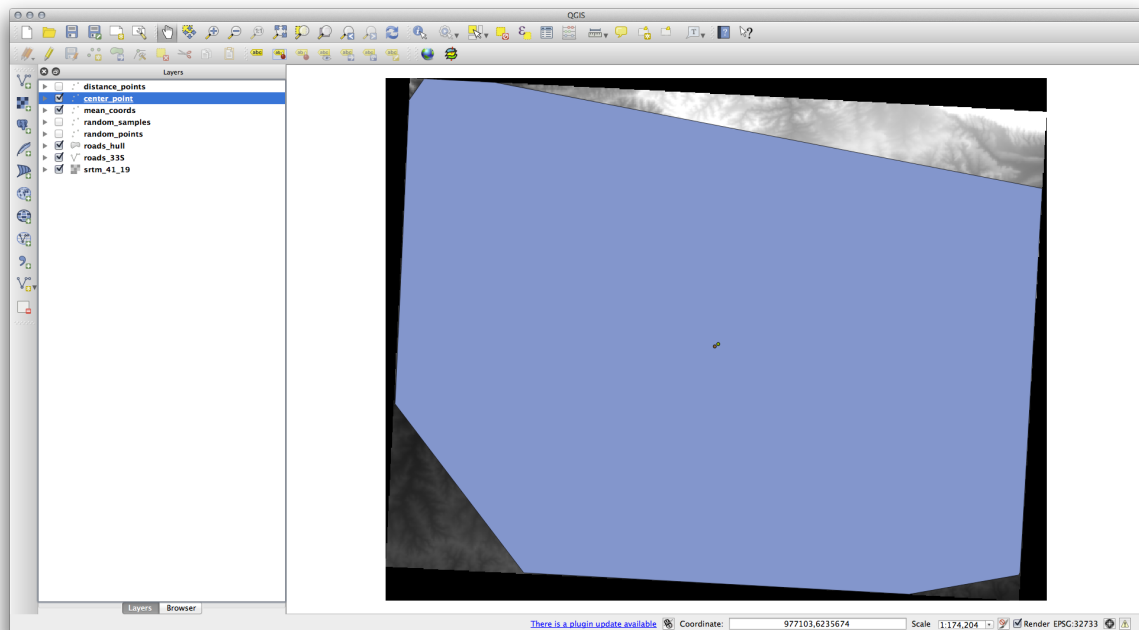 QGIS
Layers
distance_points
center_point
mean_coords
random_samples
random_points
roads_hull
roads_33S
srtm_41_19
Layers Browser
There is a plugin update available Coordinate: 977103,6235674 Scale 1:174,204 Render EPSG:32733